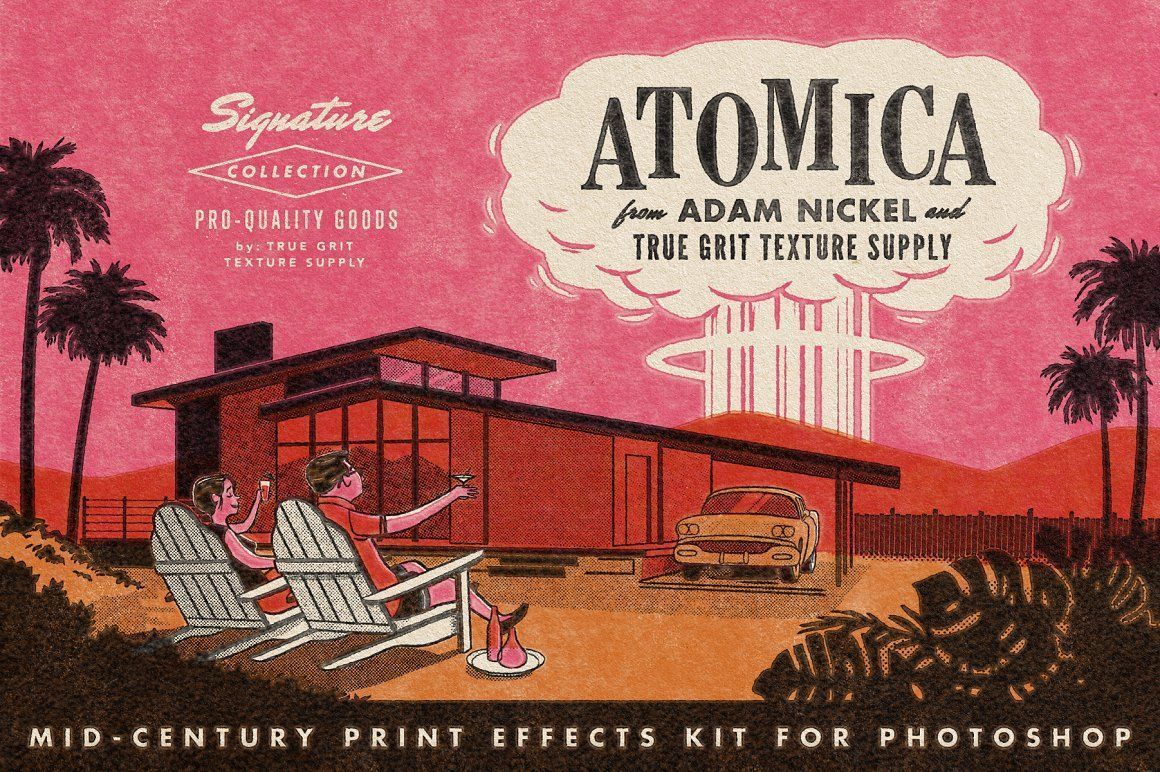 Signature
COLLECTION
PRO-QUALITY GOODS
by: TRUE GRIT
TEXTURE SUPPLY
ATOMICA
from ADAM NICKEL and
TRUE GRIT TEXTURE SUPPLY
MID-CENTURY PRINT EFFECTS KIT FOR PHOTOSHOP